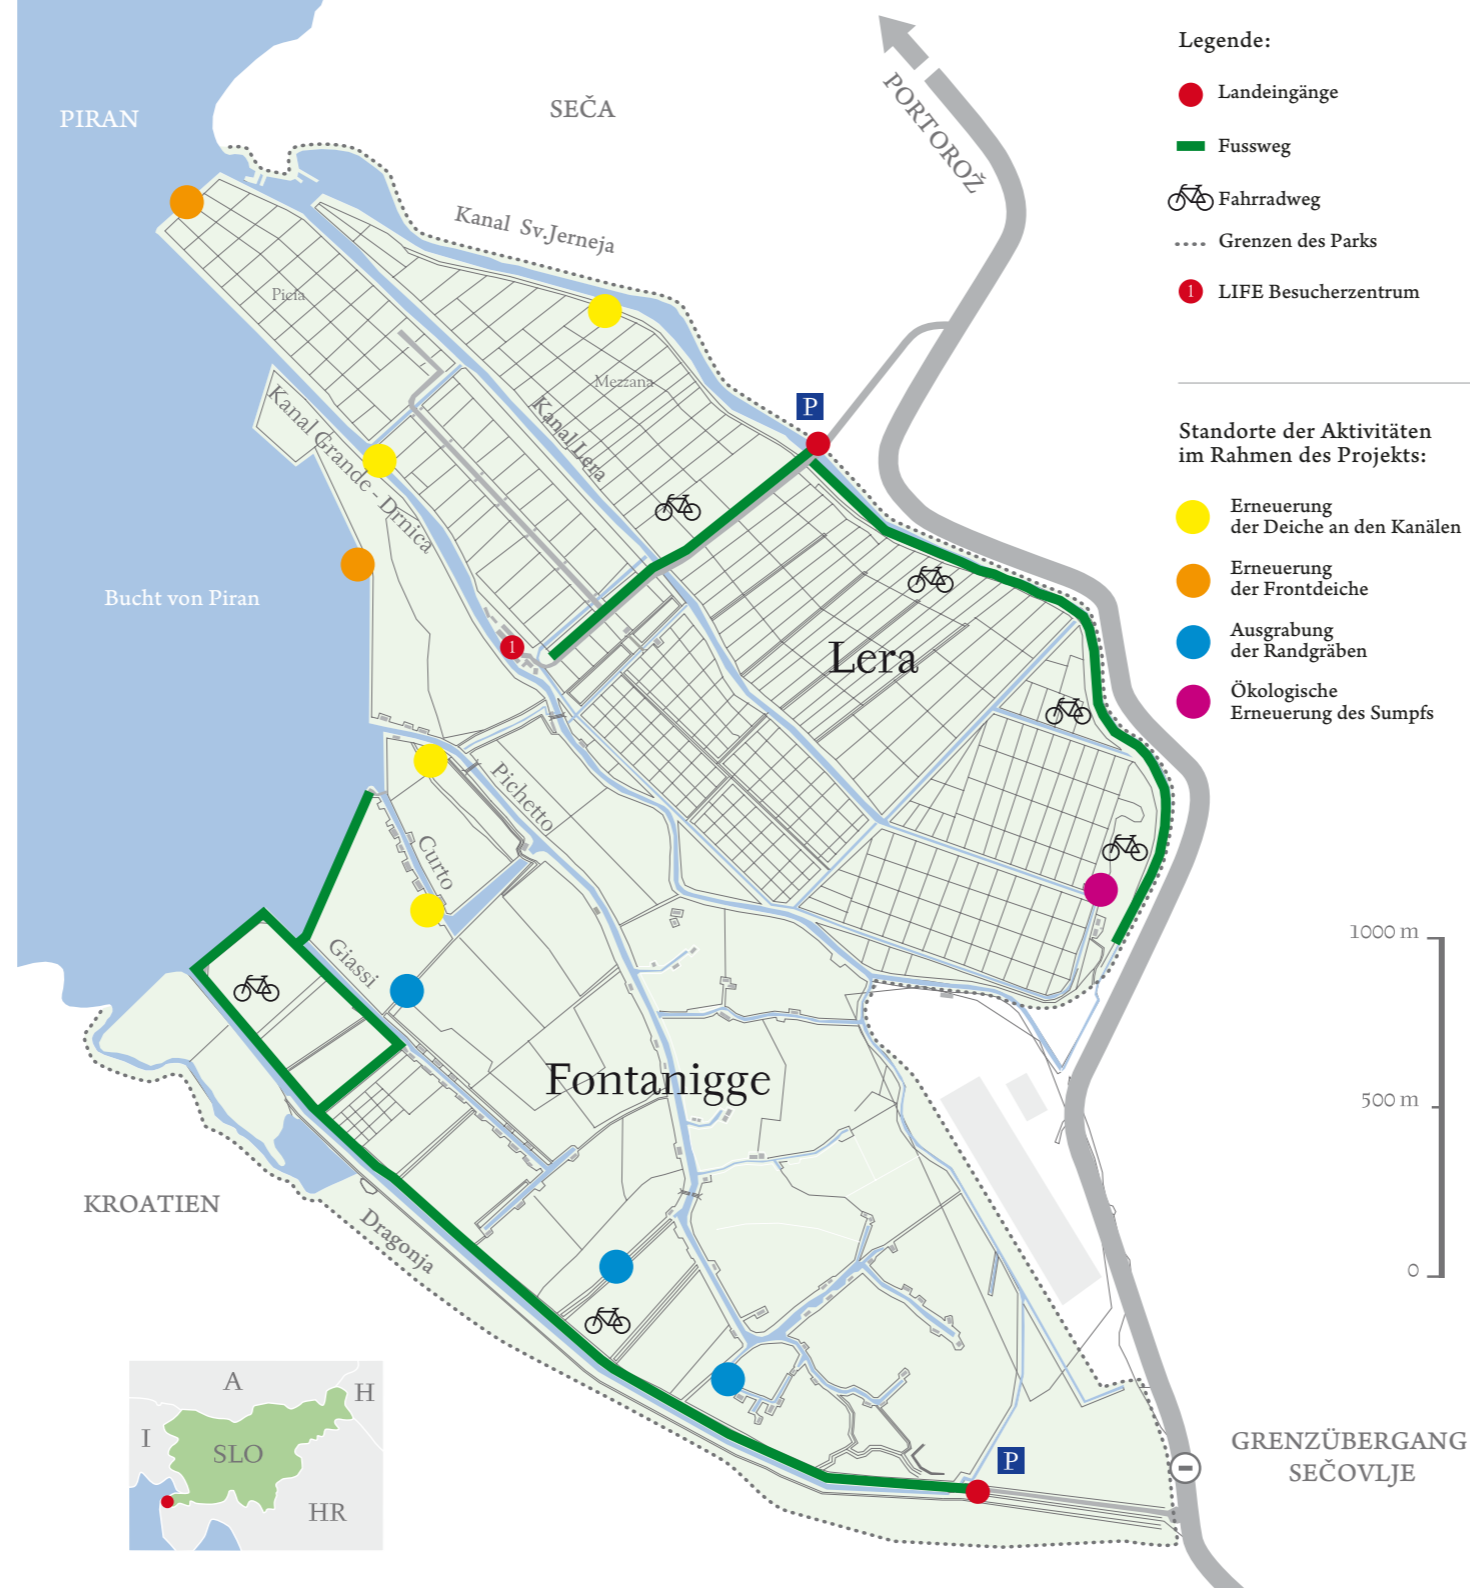 PIRAN
SEČA
PORTOROŽ
Kanal Sv.Jerneja
Picia
Mezzana
P
Kanal Lera
Kanal Grande - Drnica
Bucht von Piran
1
Lera
Pichetto
Curto
Giassi
Fontanigge
KROATIEN
Dragonja
P
GRENZÜBERGANG
SEČOVLJE
A
H
I
SLO
HR
Legende:
Landeingänge
Fussweg
Fahrradweg
Grenzen des Parks
1 LIFE Besucherzentrum
Standorte der Aktivitäten
im Rahmen des Projekts:
Erneuerung
der Deiche an den Kanälen
Erneuerung
der Frontdeiche
Ausgrabung
der Randgräben
Ökologische
Erneuerung des Sumpfs
1000 m
500 m
0